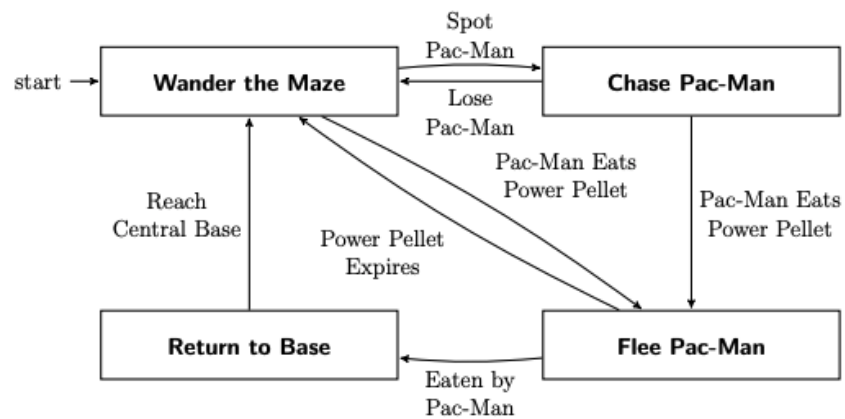 Spot
Pac-Man
start
Wander the Maze
Chase Pac-Man
Lose
Pac-Man
Pac-Man Eats
Power Pellet
Pac-Man Eats
Power Pellet
Reach
Central Base
Power Pellet
Expires
Return to Base
Flee Pac-Man
Eaten by
Pac-Man